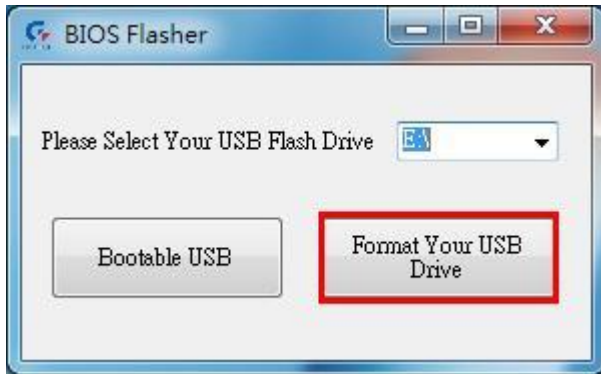 BIOS Flasher
Please Select Your USB Flash Drive E:\
Bootable USB
Format Your USB
Drive